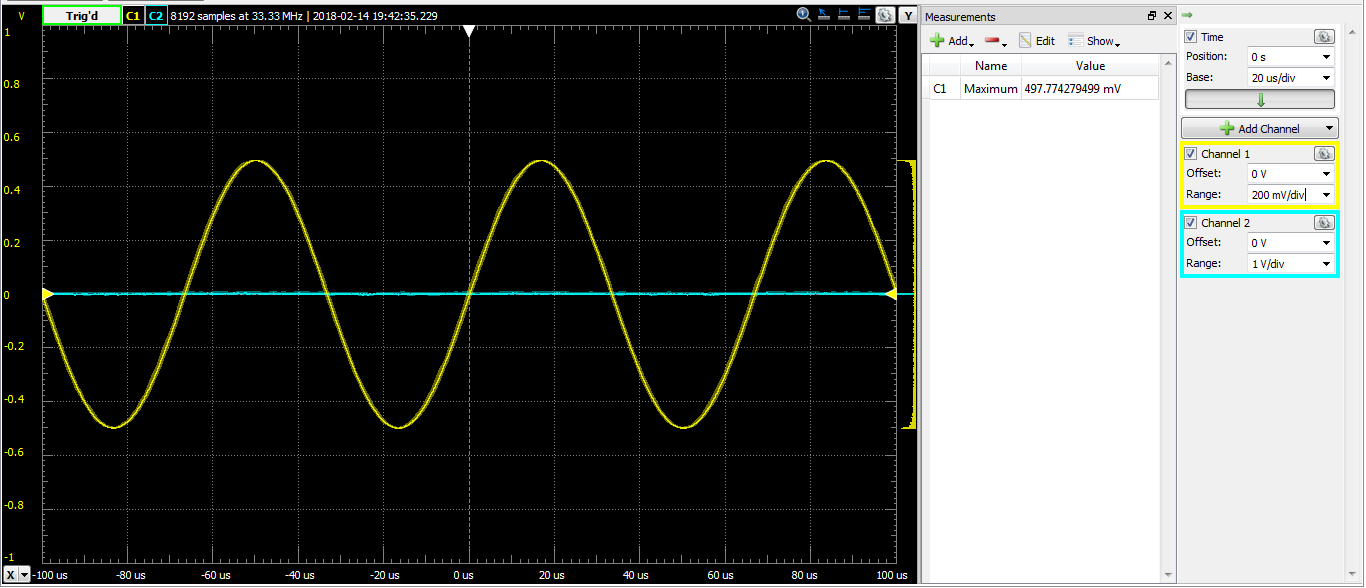 V Trig'd C1 C2 8192 samples at 33.33 MHz | 2018-02-14 19:42:35.229 Y
1
0.8
0.6
0.4
0.2
0
-0.2
-0.4
-0.6
-0.8
-1
X -100 us -80 us -60 us -40 us -20 us 0 us 20 us 40 us 60 us 80 us 100 us
Measurements
Add Edit Show
Name Value
C1 Maximum 497.774279499 mV
Time
Position: 0 s
Base: 20 us/div
Add Channel
Channel 1
Offset: 0 V
Range: 200 mV/div
Channel 2
Offset: 0 V
Range: 1 V/div